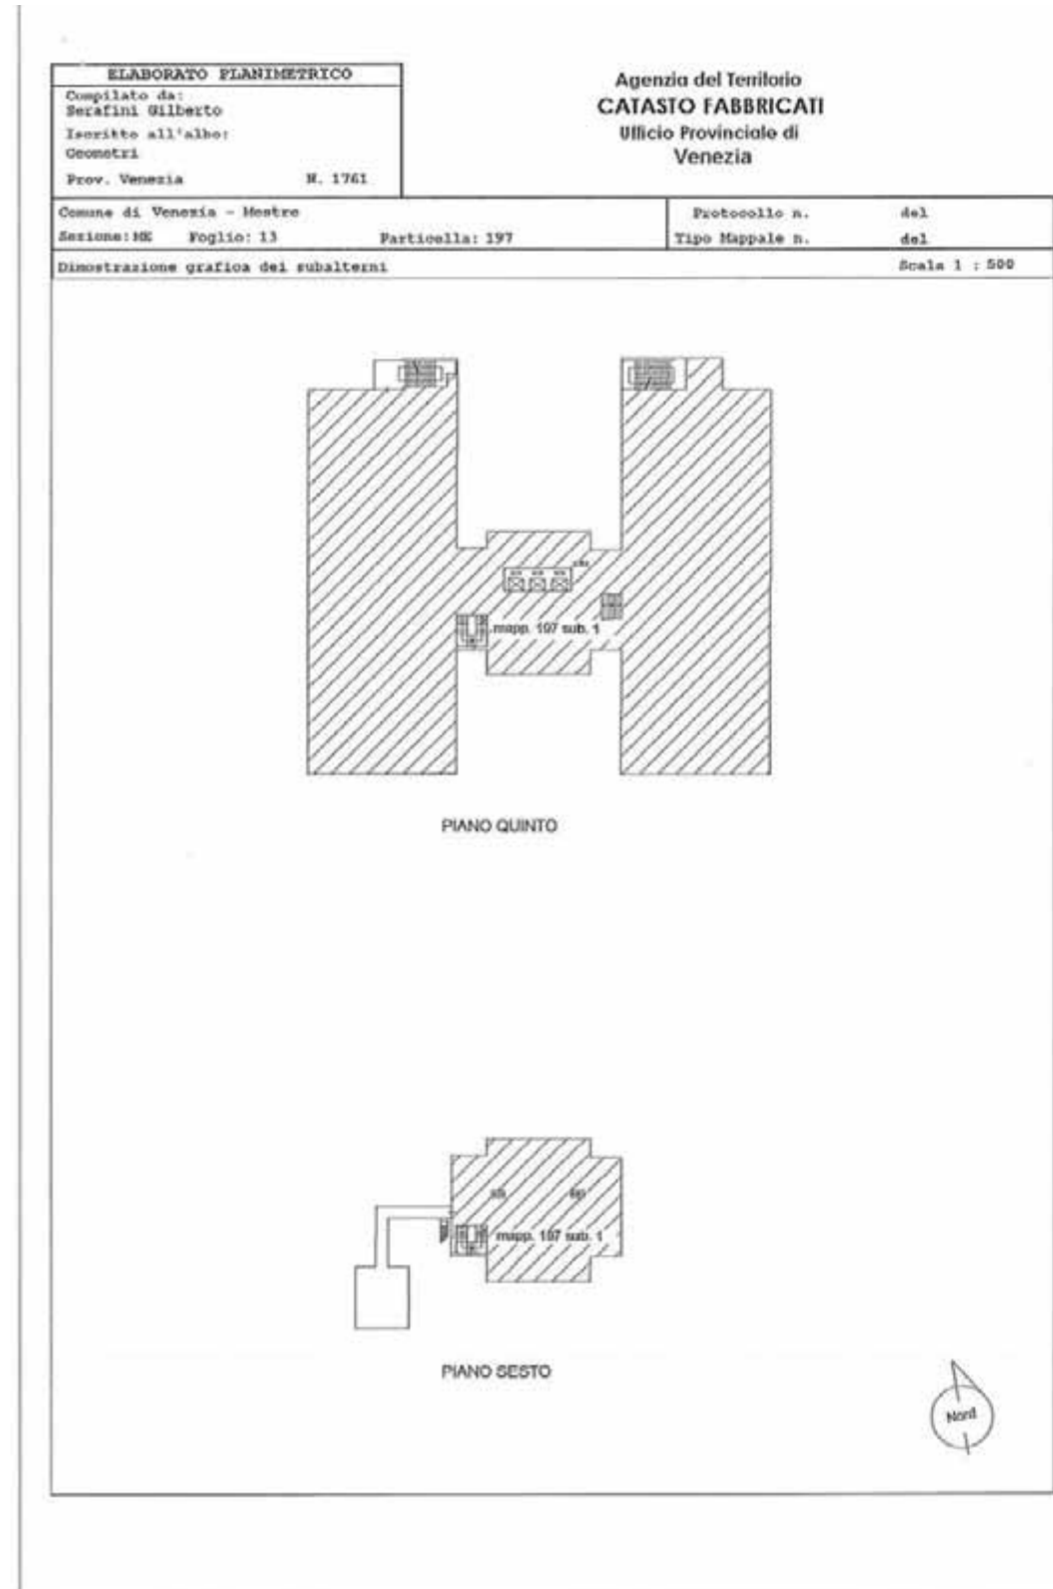 ELABORATO PLANIMETRICO
Compilato da:
Serafini Gilberto
Iscritto all'albo:
Geometri
Prov. Venezia N. 1761
Agenzia del Territorio
CATASTO FABBRICATI
Ufficio Provinciale di
Venezia
Comune di Venezia - Mestre
Sezione: ME Foglio: 13 Particella: 197
Protocollo n. del
Tipo Mappale n. del
Dimostrazione grafica dei subalterni Scala 1 : 500
mapp. 197 sub. 1
PIANO QUINTO
mapp. 197 sub. 1
PIANO SESTO
Nord